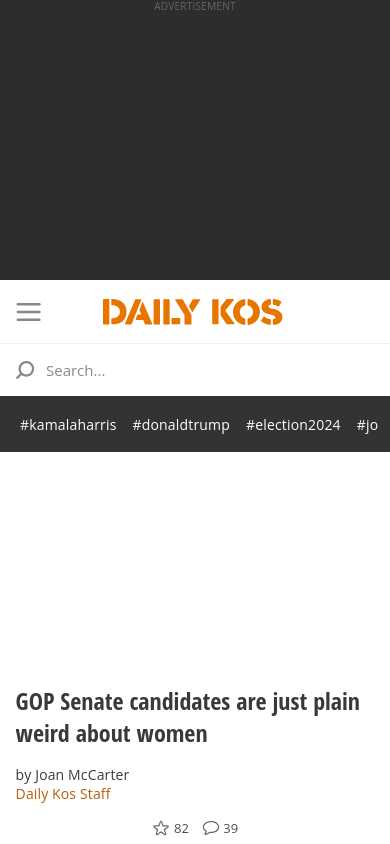 ADVERTISEMENT
DAILY KOS
Search...
#kamalaharris #donaldtrump #election2024 #jo
GOP Senate candidates are just plain
weird about women
by Joan McCarter
Daily Kos Staff
82 39